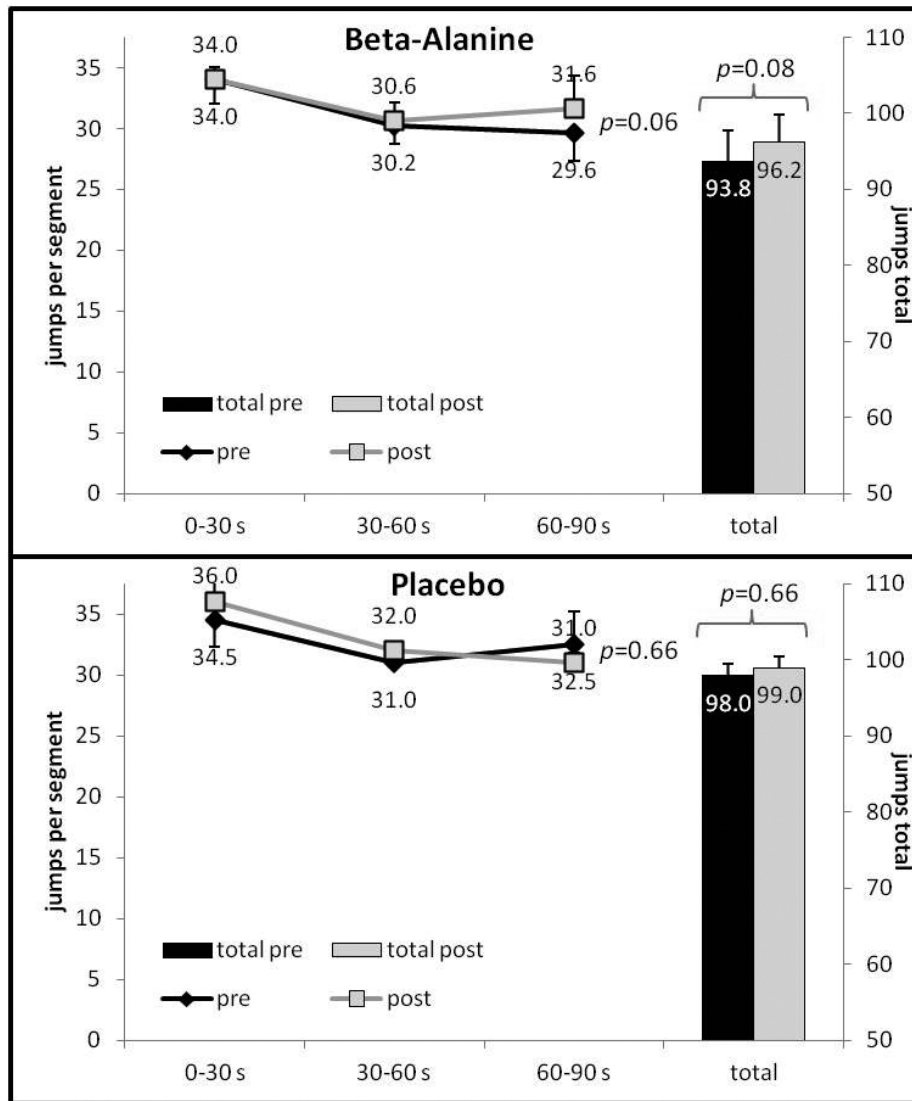 Beta-Alanine
jumps per segment
35
30
25
20
15
10
5
0
34.0
34.0
30.6
30.2
31.6
29.6
p=0.06
p=0.08
93.8
96.2
110
100
90
80
70
60
50
jumps total
total pre
total post
pre
post
0-30 s
30-60 s
60-90 s
total
Placebo
jumps per segment
35
30
25
20
15
10
5
0
36.0
34.5
32.0
31.0
31.0
32.5
p=0.66
p=0.66
98.0
99.0
110
100
90
80
70
60
50
jumps total
total pre
total post
pre
post
0-30 s
30-60 s
60-90 s
total